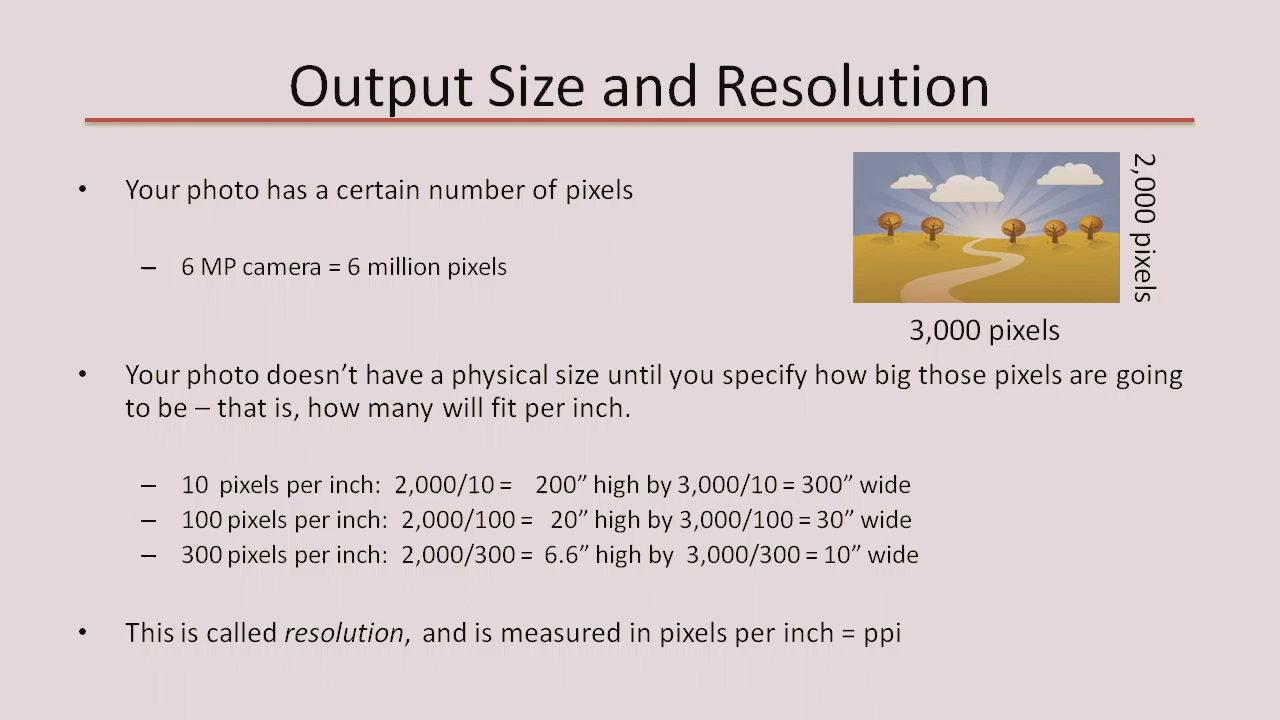 Output Size and Resolution
• Your photo has a certain number of pixels
– 6 MP camera = 6 million pixels
2,000 pixels
3,000 pixels
• Your photo doesn’t have a physical size until you specify how big those pixels are going
to be – that is, how many will fit per inch.
– 10 pixels per inch: 2,000/10 = 200” high by 3,000/10 = 300” wide
– 100 pixels per inch: 2,000/100 = 20” high by 3,000/100 = 30” wide
– 300 pixels per inch: 2,000/300 = 6.6” high by 3,000/300 = 10” wide
• This is called resolution, and is measured in pixels per inch = ppi